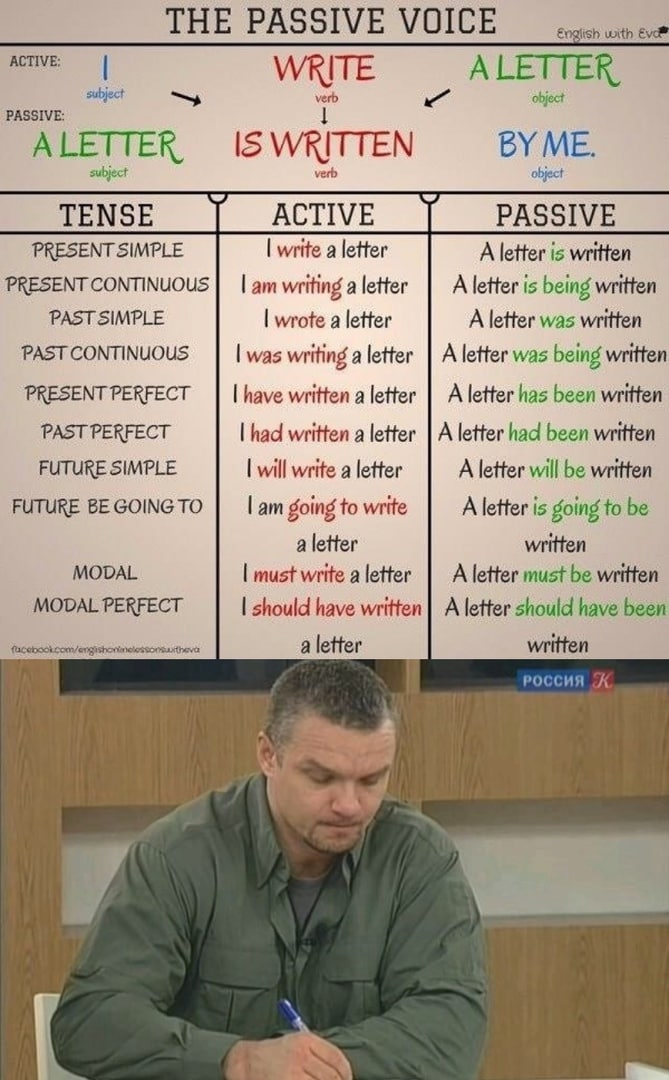 THE PASSIVE VOICE
English with Eva
ACTIVE: I WRITE A LETTER
subject verb object
PASSIVE:
A LETTER IS WRITTEN BY ME.
subject verb object
TENSE ACTIVE PASSIVE
PRESENT SIMPLE I write a letter A letter is written
PRESENT CONTINUOUS I am writing a letter A letter is being written
PAST SIMPLE I wrote a letter A letter was written
PAST CONTINUOUS I was writing a letter A letter was being written
PRESENT PERFECT I have written a letter A letter has been written
PAST PERFECT I had written a letter A letter had been written
FUTURE SIMPLE I will write a letter A letter will be written
FUTURE BE GOING TO I am going to write A letter is going to be
a letter written
MODAL I must write a letter A letter must be written
MODAL PERFECT I should have written A letter should have been
facebook.com/englishonlinelessonswitheva a letter written
РОССИЯ К